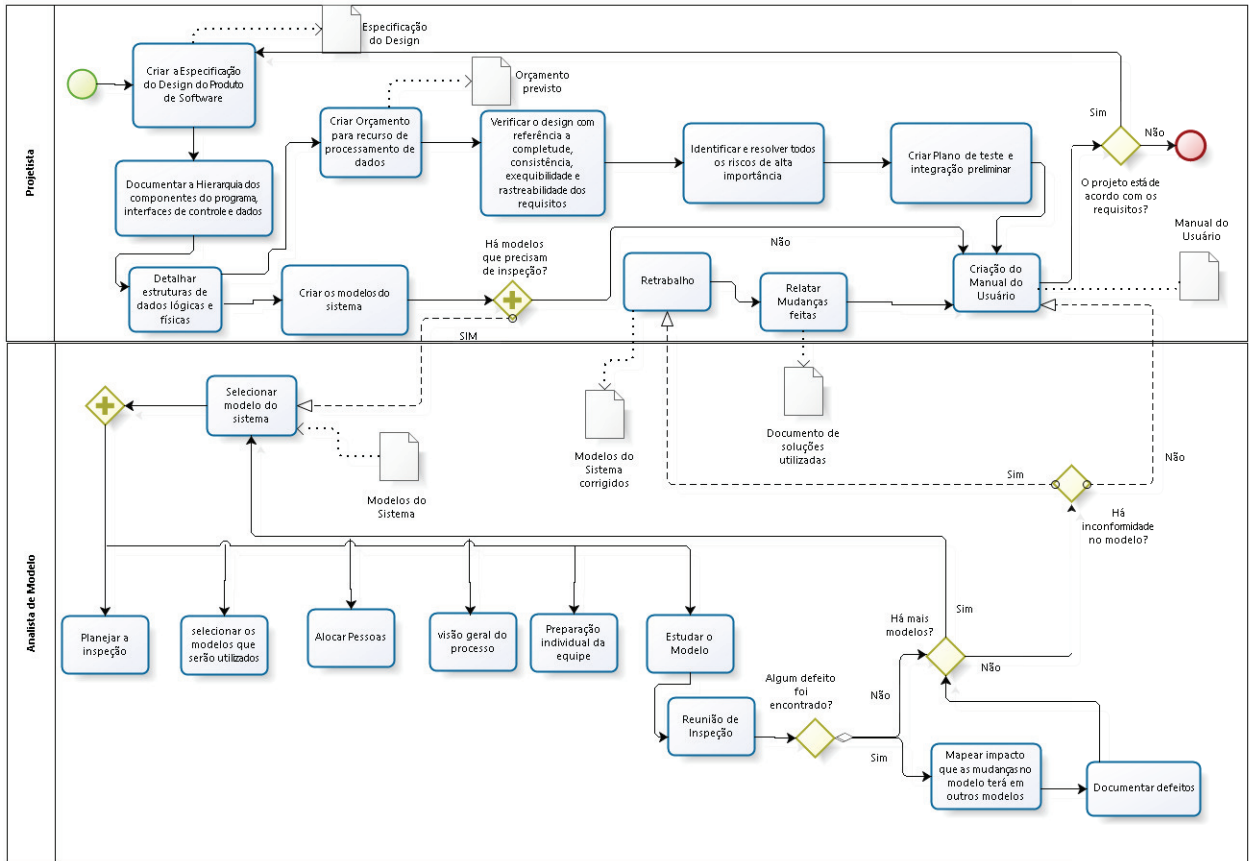 Projetista
Criar a Especificação
do Design do Produto
de Software
Especificação
do Design
Documentar a Hierarquia dos
componentes do programa,
interfaces de controle e dados
Detalhar
estruturas de
dados lógicas e
físicas
Criar Orçamento
para recurso de
processamento de
dados
Orçamento
previsto
Verificar o design com
referência a
completude,
consistência,
exequibilidade e
rastreabilidade dos
requisitos
Identificar e resolver todos
os riscos de alta
importância
Criar Plano de teste e
integração preliminar
Sim
Não
O projeto está de
acordo com os
requisitos?
Manual do
Usuário
Criar os modelos do
sistema
Há modelos
que precisam
de inspeção?
Não
SIM
Retrabalho
Relatar
Mudanças
feitas
Criação do
Manual do
Usuário
Analista de Modelo
Selecionar
modelo do
sistema
Modelos do
Sistema
Modelos do
Sistema
corrigidos
Documento de
soluções
utilizadas
Sim
Não
Há
inconformidade
no modelo?
Planejar a
inspeção
selecionar os
modelos que
serão utilizados
Alocar Pessoas
visão geral do
processo
Preparação
individual da
equipe
Estudar o
Modelo
Reunião de
Inspeção
Algum defeito
foi
encontrado?
Não
Sim
Há mais
modelos?
Sim
Não
Mapear impacto
que as mudanças no
modelo terá em
outros modelos
Documentar defeitos